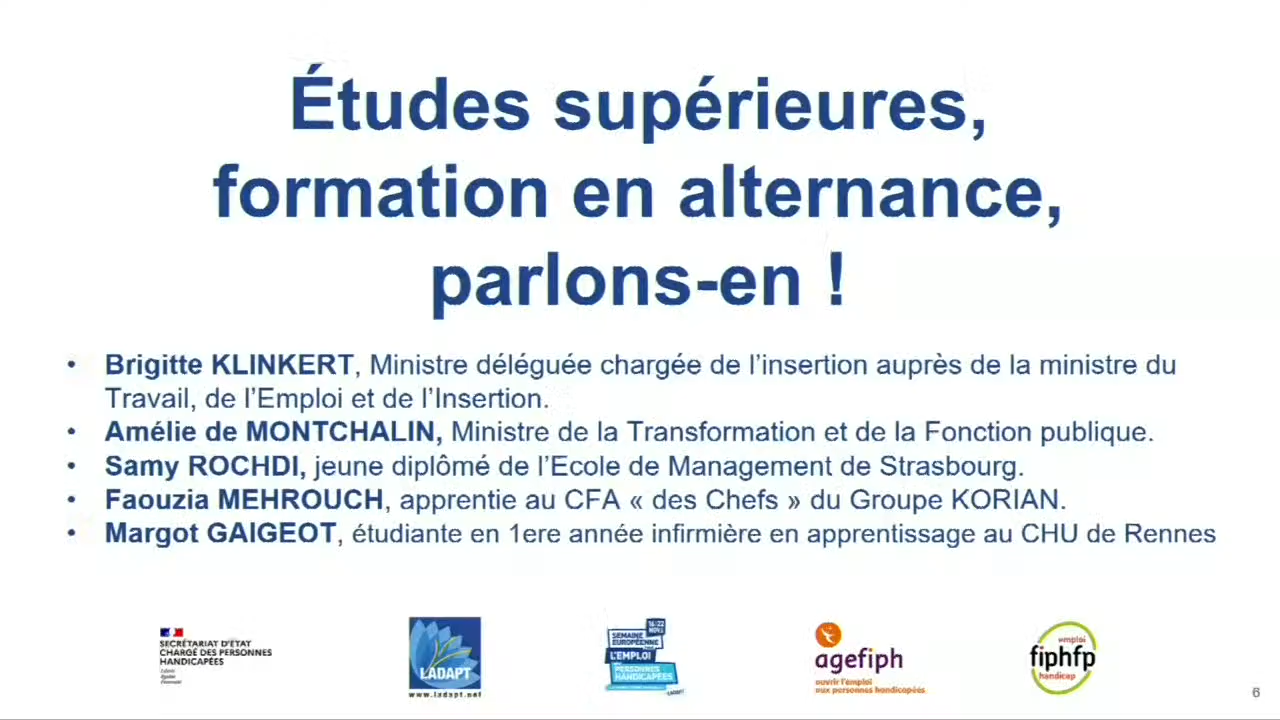 Études supérieures,
formation en alternance,
parlons-en !
• Brigitte KLINKERT, Ministre déléguée chargée de l’insertion auprès de la ministre du
Travail, de l’Emploi et de l’Insertion.
• Amélie de MONTCHALIN, Ministre de la Transformation et de la Fonction publique.
• Samy ROCHDI, jeune diplômé de l’Ecole de Management de Strasbourg.
• Faouzia MEHROUCH, apprentie au CFA « des Chefs » du Groupe KORIAN.
• Margot GAIGEOT, étudiante en 1ere année infirmière en apprentissage au CHU de Rennes
SECRÉTARIAT D'ÉTAT
CHARGÉ DES PERSONNES
HANDICAPÉES
Liberté
Égalité
Fraternité
LADAPT
www.ladapt.net
16>22
NOV.
SEMAINE
EUROPÉENNE
L'EMPLOI
PERSONNES
HANDICAPÉES
LADAPT
agefiph
ouvrir l'emploi
aux personnes handicapées
emploi
fiphfp
handicap
6